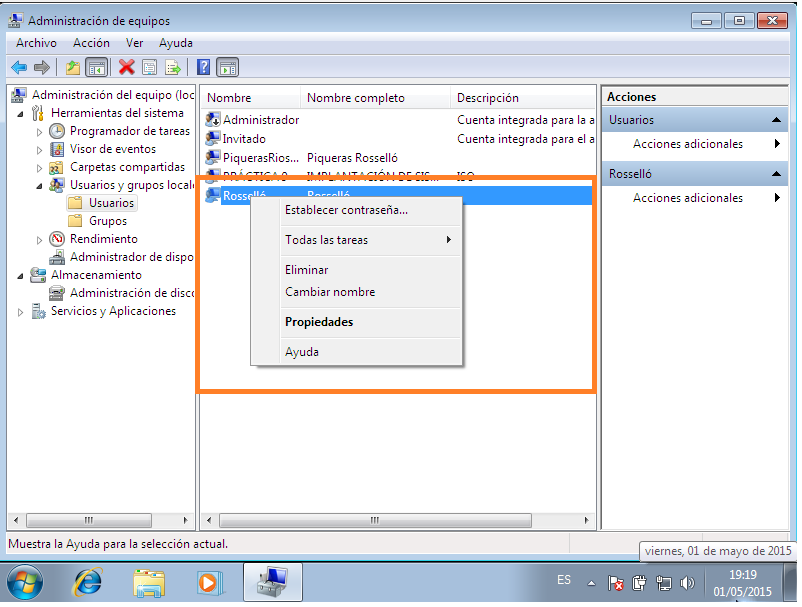 Administración de equipos
Archivo Acción Ver Ayuda
Administración del equipo (loc
Herramientas del sistema
Programador de tareas
Visor de eventos
Carpetas compartidas
Usuarios y grupos locale
Usuarios
Grupos
Rendimiento
Administrador de dispo
Almacenamiento
Administración de disco
Servicios y Aplicaciones
Nombre Nombre completo Descripción
Administrador Cuenta integrada para la a
Invitado Cuenta integrada para el a
PiquerasRios... Piqueras Rosselló
PRÁCTICA 9 IMPLANTACIÓN DE SIS... ISO
Rosselló Rosselló
Establecer contraseña...
Todas las tareas
Eliminar
Cambiar nombre
Propiedades
Ayuda
Acciones
Usuarios
Acciones adicionales
Rosselló
Acciones adicionales
Muestra la Ayuda para la selección actual.
viernes, 01 de mayo de 2015
ES
19:19
01/05/2015